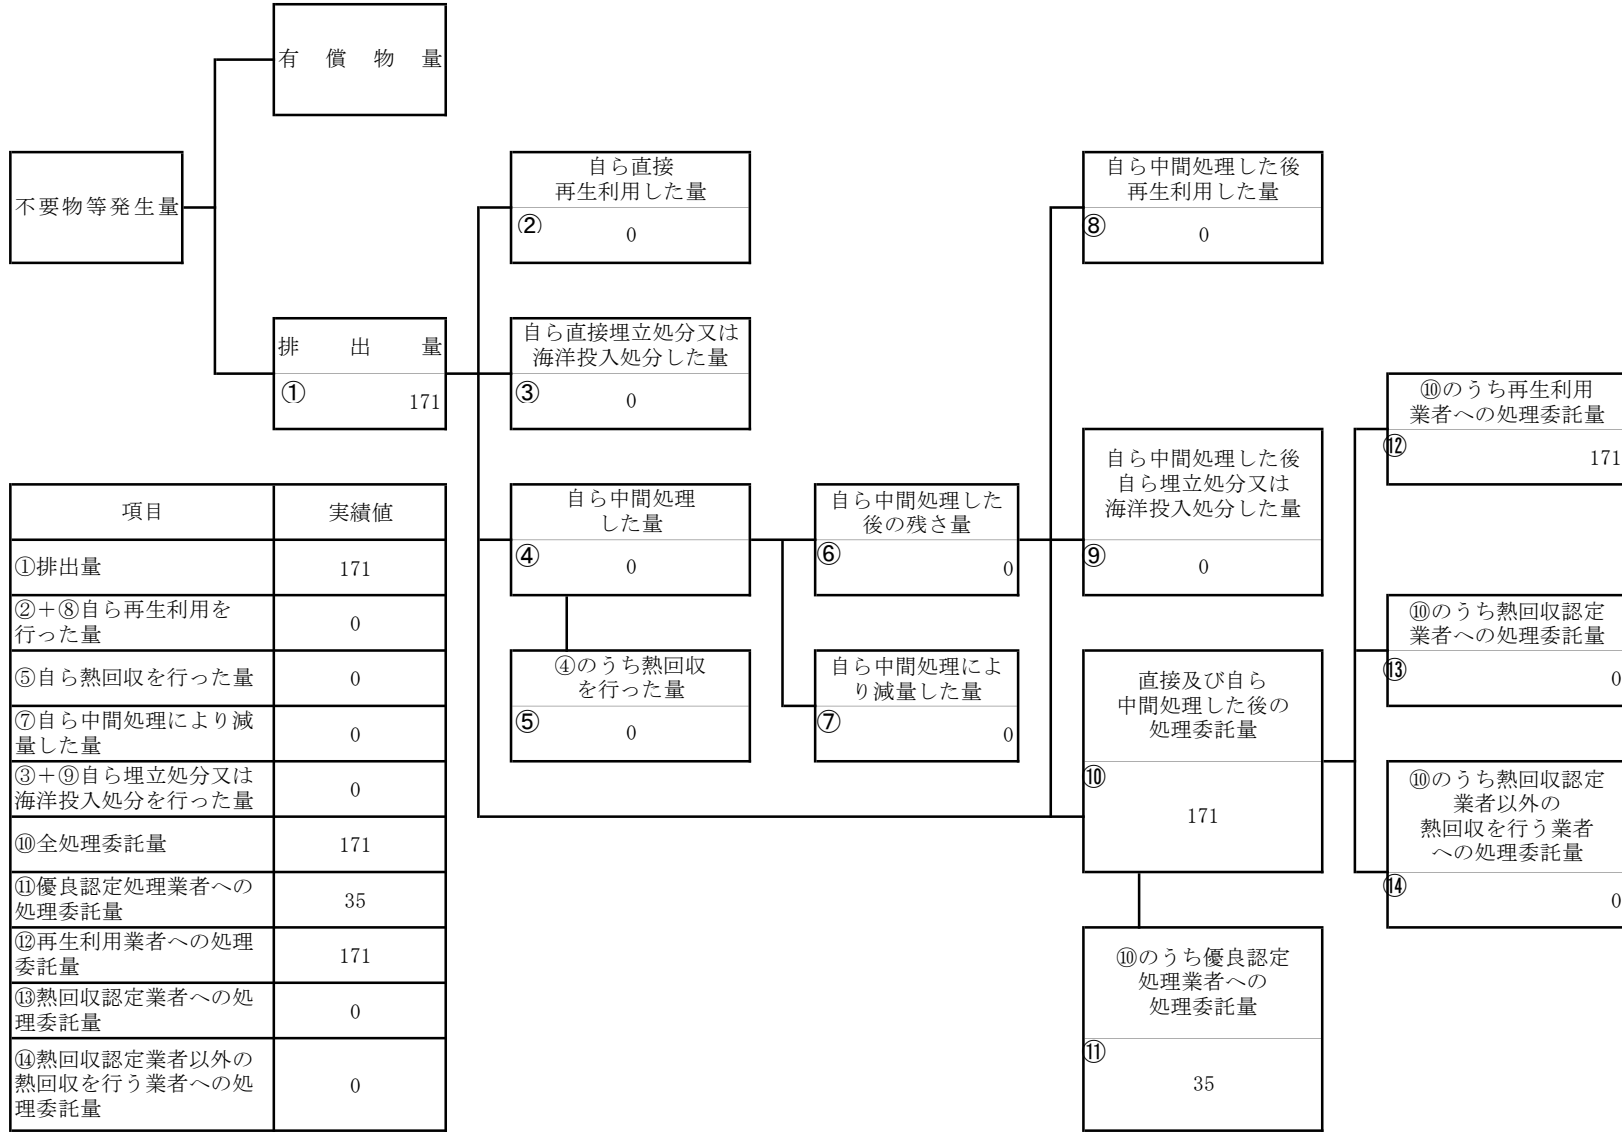 有償物量
不要物等発生量
排出量
①
171
自ら直接
再生利用した量
②
0
自ら直接埋立処分又は
海洋投入処分した量
③
0
自ら中間処理
した量
④
0
④のうち熱回収
を行った量
⑤
0
自ら中間処理した
後の残さ量
⑥
0
自ら中間処理によ
り減量した量
⑦
0
自ら中間処理した後
再生利用した量
⑧
0
自ら中間処理した後
自ら埋立処分又は
海洋投入処分した量
⑨
0
直接及び自ら
中間処理した後の
処理委託量
⑩
171
⑩のうち優良認定
処理業者への
処理委託量
⑪
35
⑩のうち再生利用
業者への処理委託量
⑫
171
⑩のうち熱回収認定
業者への処理委託量
⑬
0
⑩のうち熱回収認定
業者以外の
熱回収を行う業者
への処理委託量
⑭
0
項目 実績値
①排出量 171
②＋⑧自ら再生利用を
行った量 0
⑤自ら熱回収を行った量 0
⑦自ら中間処理により減
量した量 0
③＋⑨自ら埋立処分又は
海洋投入処分を行った量 0
⑩全処理委託量 171
⑪優良認定処理業者への
処理委託量 35
⑫再生利用業者への処理
委託量 171
⑬熱回収認定業者への処
理委託量 0
⑭熱回収認定業者以外の
熱回収を行う業者への処
理委託量 0